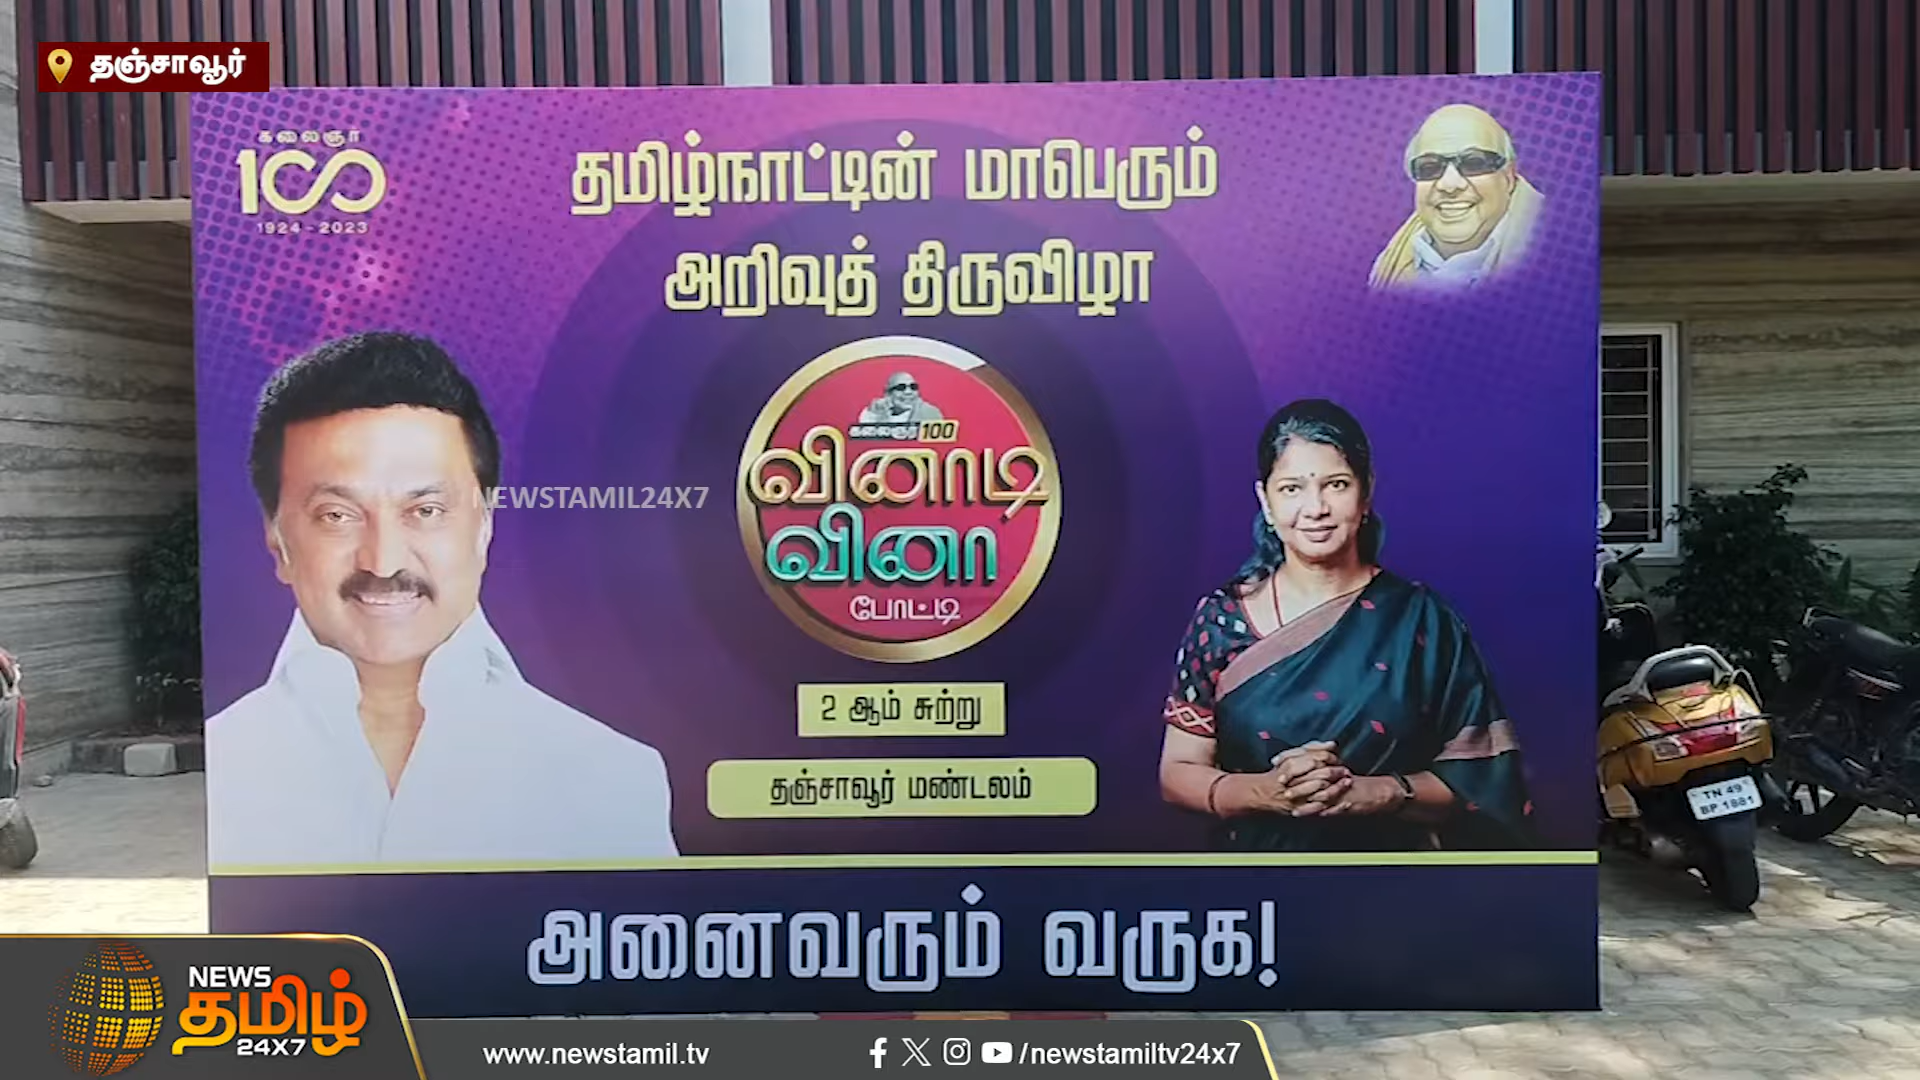 தஞ்சாவூர்
கலைஞர்
100
1924 - 2023
தமிழ்நாட்டின் மாபெரும்
அறிவுத் திருவிழா
கலைஞர் 100
வினாடி
வினா
போட்டி
NEWSTAMIL24X7
2 ஆம் சுற்று
தஞ்சாவூர் மண்டலம்
TN 49
BP 1881
அனைவரும் வருக!
NEWS
தமிழ்
24X7
www.newstamil.tv
/newstamiltv24x7